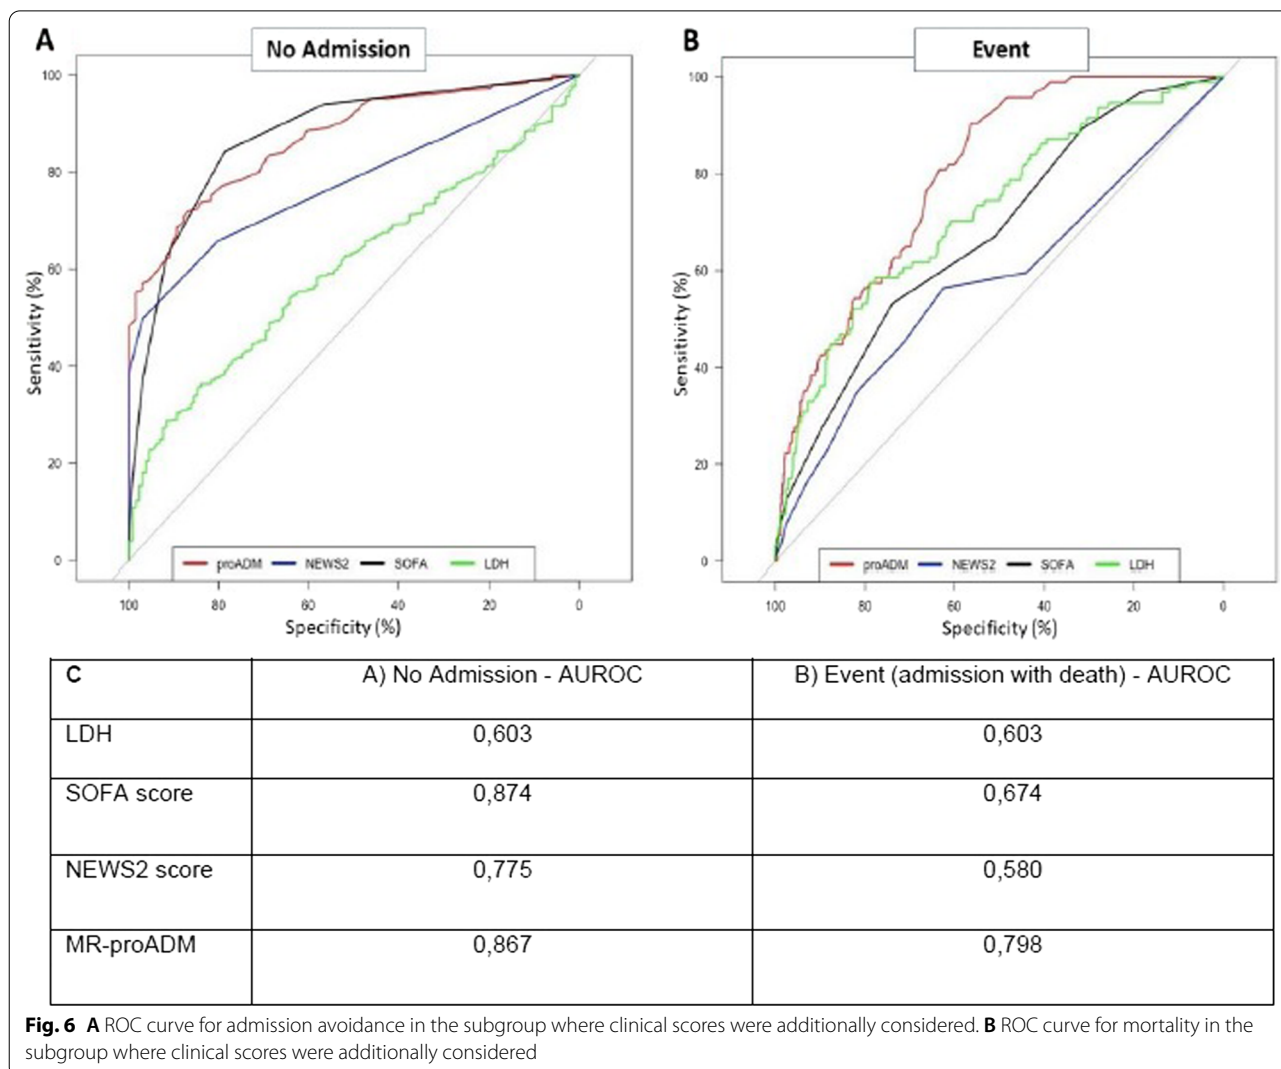 A
No Admission
100
80
60
40
20
0
Sensitivity (%)
proADM NEWS2 SOFA LDH
100 80 60 40 20 0
Specificity (%)
B
Event
100
80
60
40
20
0
Sensitivity (%)
proADM NEWS2 SOFA LDH
100 80 60 40 20 0
Specificity (%)
C A) No Admission - AUROC B) Event (admission with death) - AUROC
LDH 0,603 0,603
SOFA score 0,874 0,674
NEWS2 score 0,775 0,580
MR-proADM 0,867 0,798
Fig. 6 A ROC curve for admission avoidance in the subgroup where clinical scores were additionally considered. B ROC curve for mortality in the
subgroup where clinical scores were additionally considered